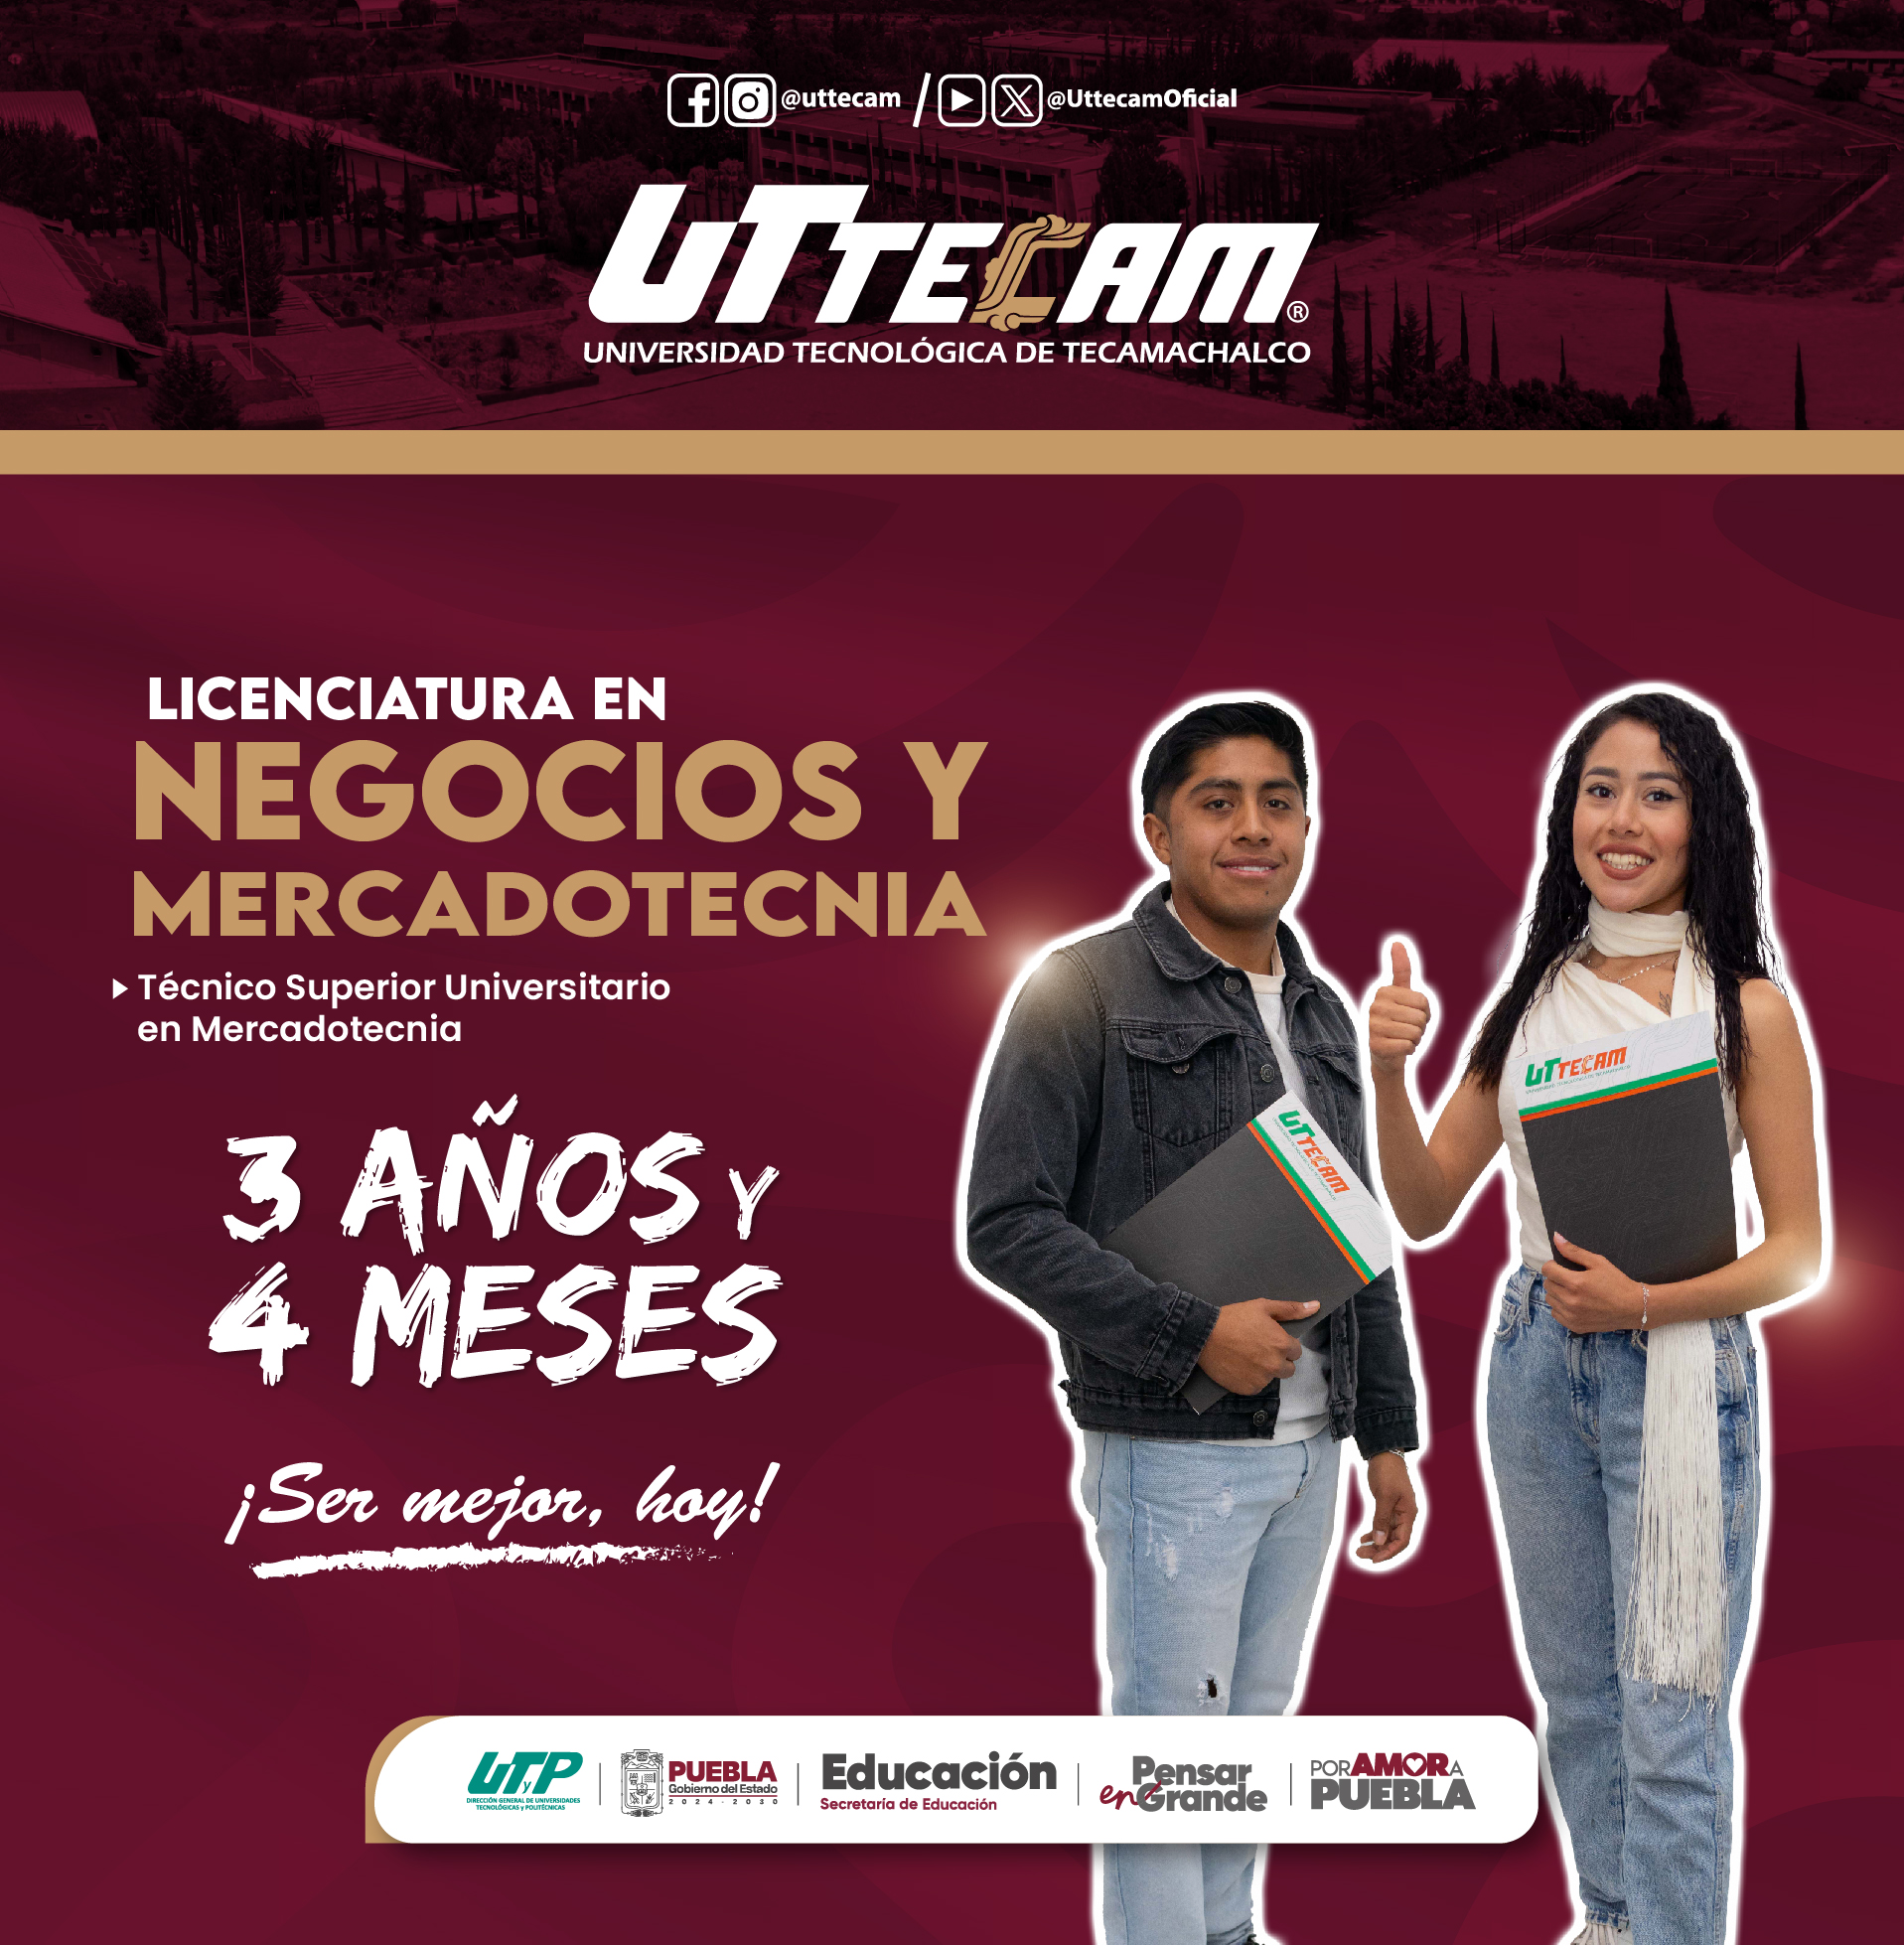 @uttecam / @UttecamOficial
UTTECAM®
UNIVERSIDAD TECNOLÓGICA DE TECAMACHALCO
LICENCIATURA EN
NEGOCIOS Y
MERCADOTECNIA
Técnico Superior Universitario
en Mercadotecnia
3 AÑOS Y
4 MESES
¡Ser mejor, hoy!
UTTECAM
UTTECAM
UTyP
DIRECCIÓN GENERAL DE UNIVERSIDADES
TECNOLÓGICAS y POLITÉCNICAS
PUEBLA
Gobierno del Estado
2024 - 2030
Educación
Secretaría de Educación
Pensar
en Grande
POR AMOR A
PUEBLA